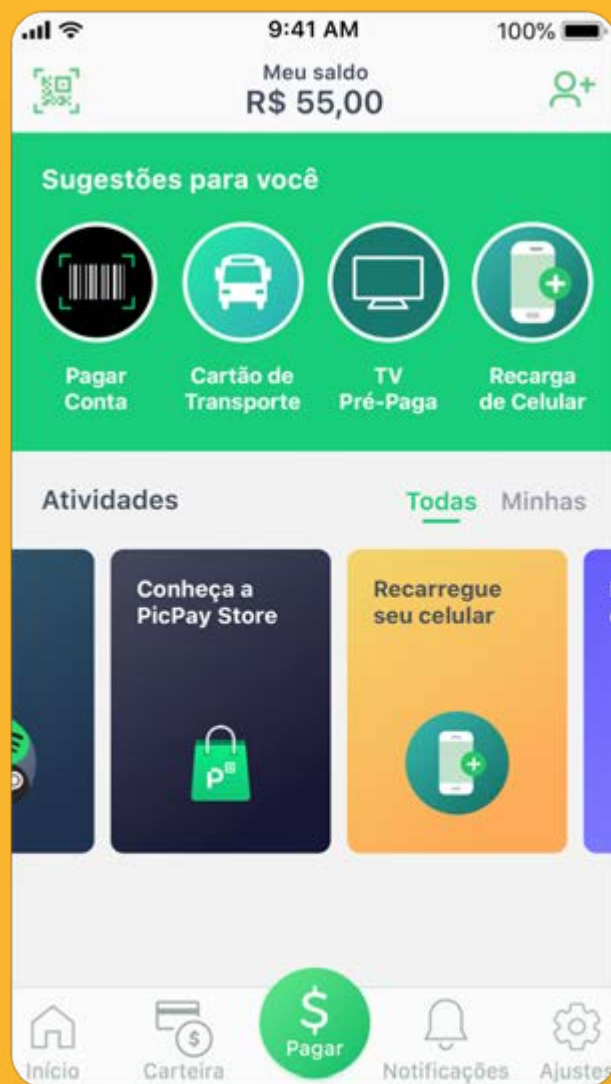 9:41 AM
100%
Meu saldo
R$ 55,00
Sugestões para você
Pagar
Conta
Cartão de
Transporte
TV
Pré-Paga
Recarga
de Celular
Atividades
Todas
Minhas
Conheça a
PicPay Store
Recarregue
seu celular
$
Pagar
Início
Carteira
Notificações
Ajustes